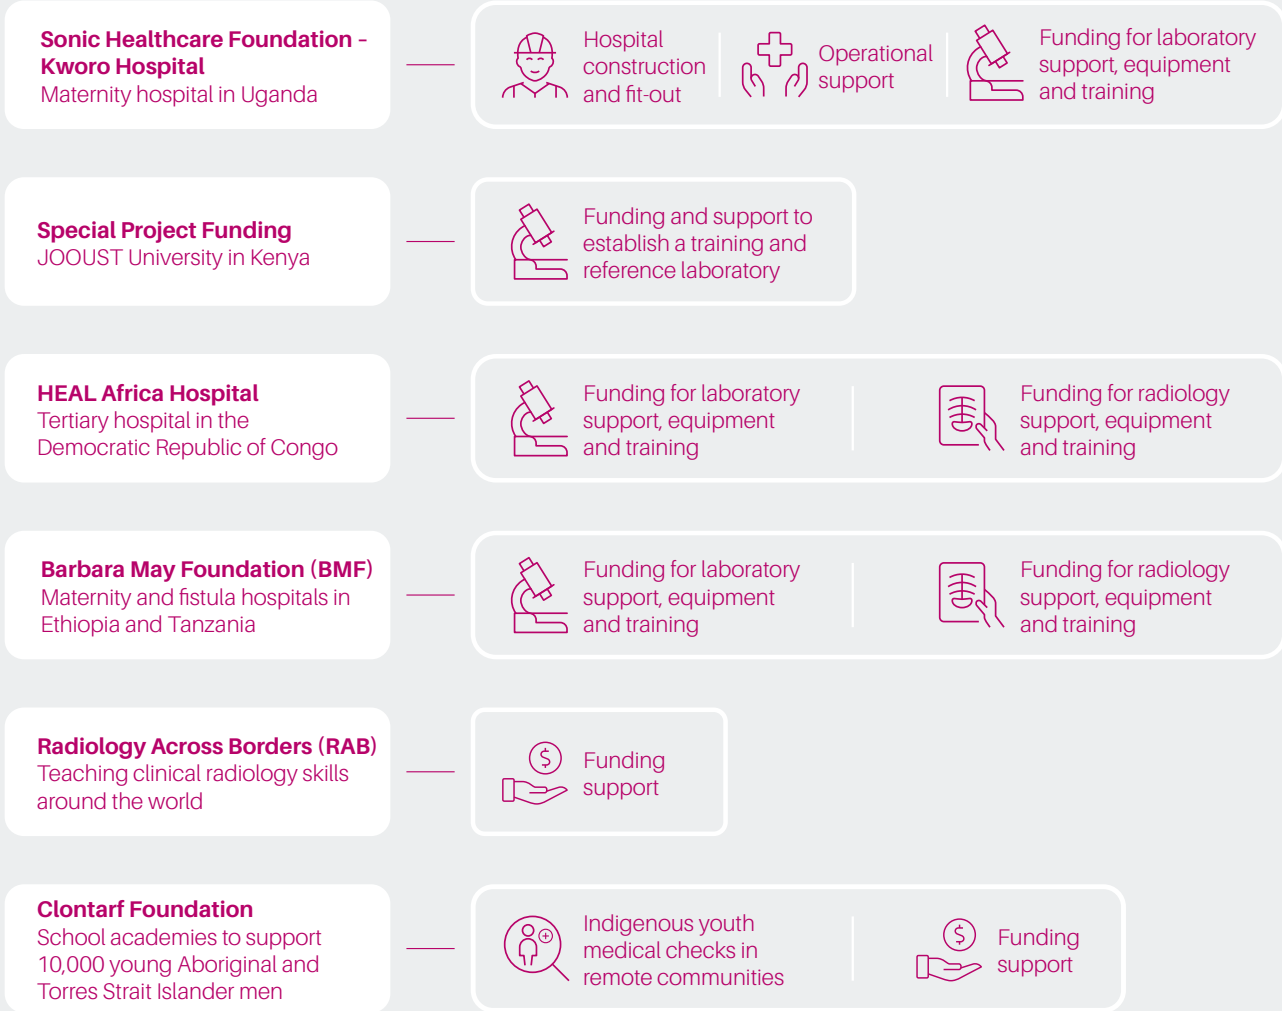 Sonic Healthcare Foundation –
Kworo Hospital
Maternity hospital in Uganda
Hospital
construction
and fit-out
Operational
support
Funding for laboratory
support, equipment
and training
Special Project Funding
JOOUST University in Kenya
Funding and support to
establish a training and
reference laboratory
HEAL Africa Hospital
Tertiary hospital in the
Democratic Republic of Congo
Funding for laboratory
support, equipment
and training
Funding for radiology
support, equipment
and training
Barbara May Foundation (BMF)
Maternity and fistula hospitals in
Ethiopia and Tanzania
Funding for laboratory
support, equipment
and training
Funding for radiology
support, equipment
and training
Radiology Across Borders (RAB)
Teaching clinical radiology skills
around the world
$
Funding
support
Clontarf Foundation
School academies to support
10,000 young Aboriginal and
Torres Strait Islander men
Indigenous youth
medical checks in
remote communities
$
Funding
support